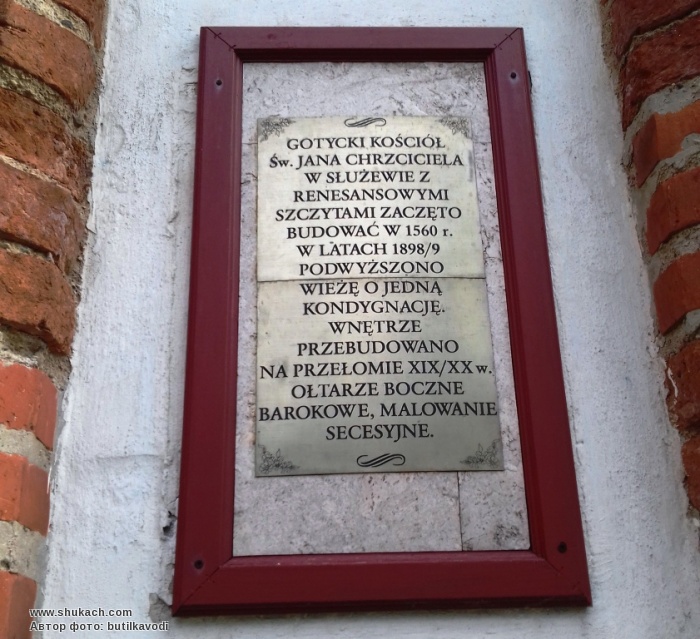 GOTYCKI KOŚCIÓŁ
Św. JANA CHRZCICIELA
W SŁUŻEWIE Z
RENESANSOWYMI
SZCZYTAMI ZACZĘTO
BUDOWAĆ W 1560 r.
W LATACH 1898/9
PODWYŻSZONO
WIEŻĘ O JEDNĄ
KONDYGNACJĘ.
WNĘTRZE
PRZEBUDOWANO
NA PRZEŁOMIE XIX/XX w.
OŁTARZE BOCZNE
BAROKOWE, MALOWANIE
SECESYJNE.
www.shukach.com
Автор фото: butilkavodi